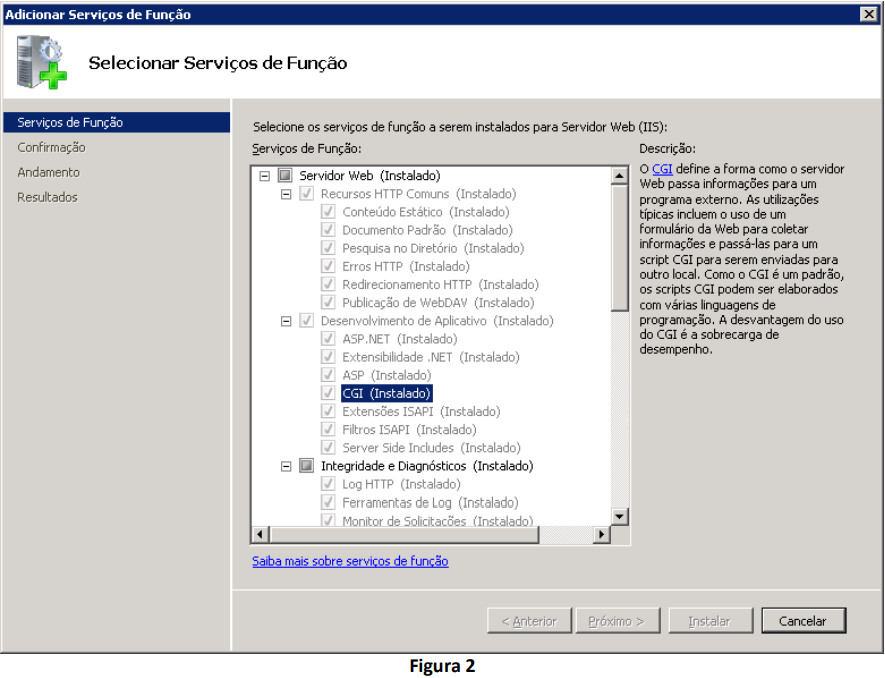 Adicionar Serviços de Função
Selecionar Serviços de Função
Serviços de Função
Confirmação
Andamento
Resultados
Selecione os serviços de função a serem instalados para Servidor Web (IIS):
Serviços de Função:
Servidor Web (Instalado)
Recursos HTTP Comuns (Instalado)
Conteúdo Estático (Instalado)
Documento Padrão (Instalado)
Pesquisa no Diretório (Instalado)
Erros HTTP (Instalado)
Redirecionamento HTTP (Instalado)
Publicação de WebDAV (Instalado)
Desenvolvimento de Aplicativo (Instalado)
ASP.NET (Instalado)
Extensibilidade .NET (Instalado)
ASP (Instalado)
CGI (Instalado)
Extensões ISAPI (Instalado)
Filtros ISAPI (Instalado)
Server Side Includes (Instalado)
Integridade e Diagnósticos (Instalado)
Log HTTP (Instalado)
Ferramentas de Log (Instalado)
Monitor de Solicitações (Instalado)
Descrição:
O CGI define a forma como o servidor
Web passa informações para um
programa externo. As utilizações
típicas incluem o uso de um
formulário da Web para coletar
informações e passá-las para um
script CGI para serem enviadas para
outro local. Como o CGI é um padrão,
os scripts CGI podem ser elaborados
com várias linguagens de
programação. A desvantagem do uso
do CGI é a sobrecarga de
desempenho.
Saiba mais sobre serviços de função
< Anterior
Próximo >
Instalar
Cancelar
Figura 2